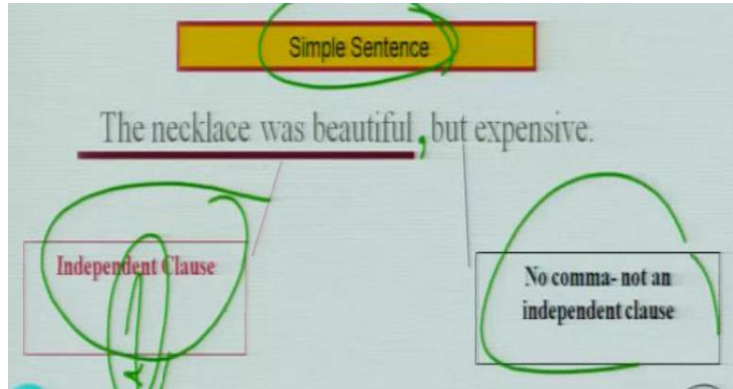 Simple Sentence
The necklace was beautiful, but expensive.
Independent Clause
No comma- not an
independent clause